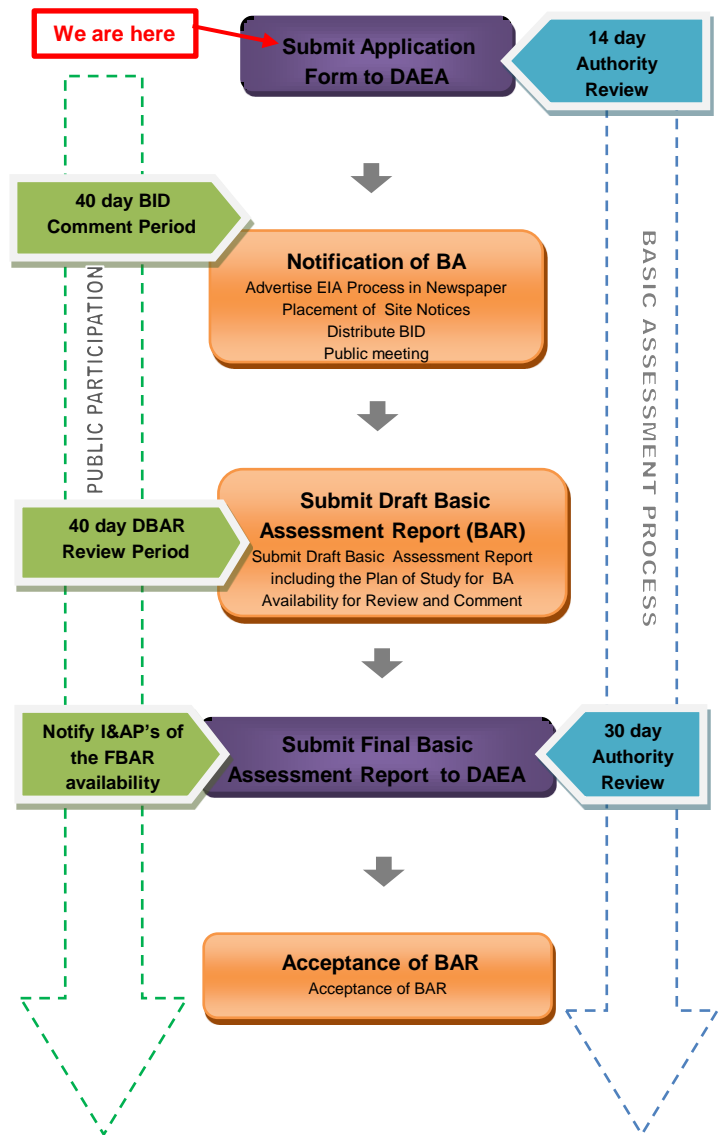 We are here
Submit Application
Form to DAEA
14 day
Authority
Review
40 day BID
Comment Period
Notification of BA
Advertise EIA Process in Newspaper
Placement of Site Notices
Distribute BID
Public meeting
PUBLIC PARTICIPATION
BASIC ASSESSMENT PROCESS
40 day DBAR
Review Period
Submit Draft Basic
Assessment Report (BAR)
Submit Draft Basic Assessment Report
including the Plan of Study for BA
Availability for Review and Comment
Notify I&AP's of
the FBAR
availability
Submit Final Basic
Assessment Report to DAEA
30 day
Authority
Review
Acceptance of BAR
Acceptance of BAR